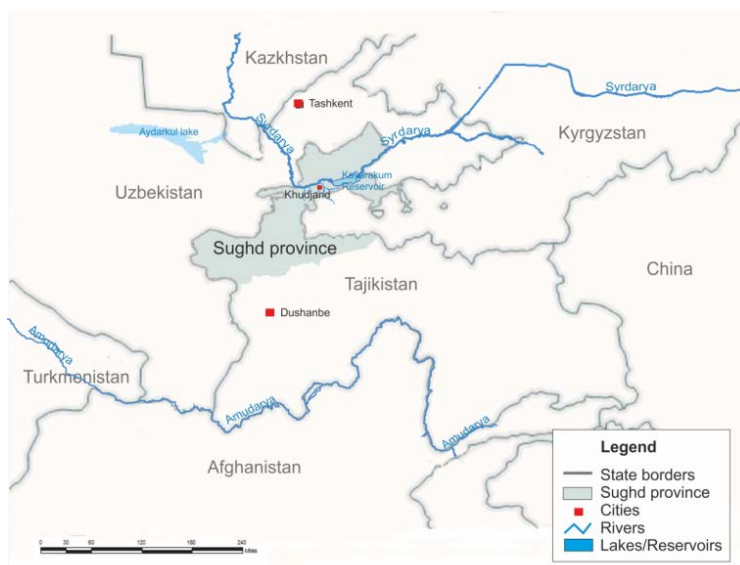 Kazkhstan
Tashkent
Syrdarya
Aydarkul lake
Syrdarya
Syrdarya
Kyrgyzstan
Uzbekistan
Khudjand
Reservoir
Sughd province
China
Tajikistan
Dushanbe
Amudarya
Turkmenistan
Amudarya
Amudarya
Afghanistan
Legend
State borders
Sughd province
Cities
Rivers
Lakes/Reservoirs
0 30 60 120 180 240
Miles